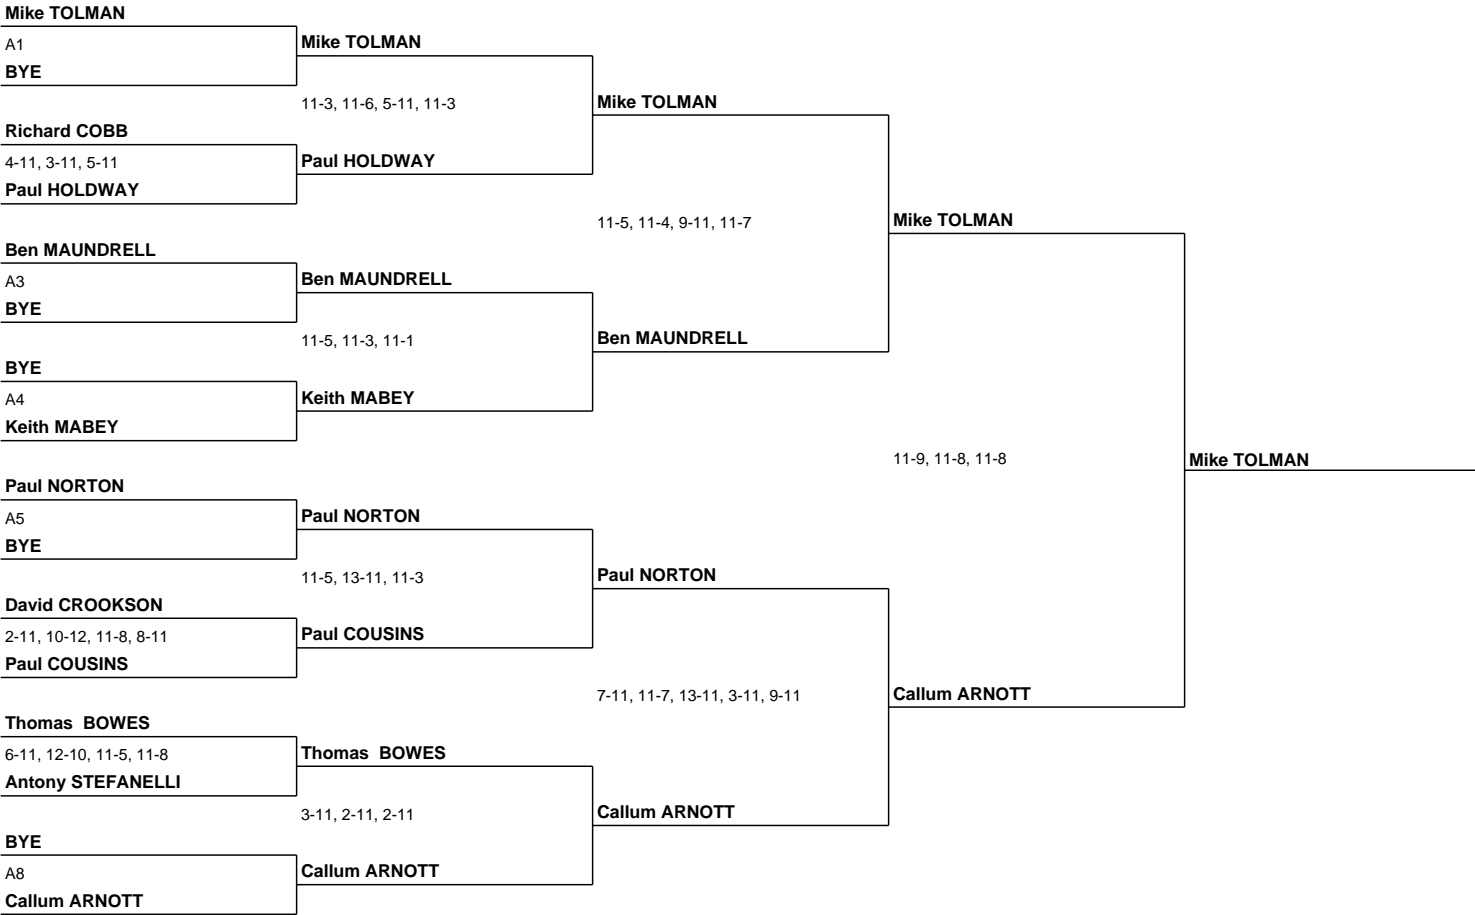 Mike TOLMAN
A1
BYE
Richard COBB
4-11, 3-11, 5-11
Paul HOLDWAY
Ben MAUNDRELL
A3
BYE
BYE
A4
Keith MABEY
Paul NORTON
A5
BYE
David CROOKSON
2-11, 10-12, 11-8, 8-11
Paul COUSINS
Thomas  BOWES
6-11, 12-10, 11-5, 11-8
Antony STEFANELLI
BYE
A8
Callum ARNOTT
Mike TOLMAN
11-3, 11-6, 5-11, 11-3
Paul HOLDWAY
Ben MAUNDRELL
11-5, 11-3, 11-1
Keith MABEY
Paul NORTON
11-5, 13-11, 11-3
Paul COUSINS
Thomas  BOWES
3-11, 2-11, 2-11
Callum ARNOTT
Mike TOLMAN
11-5, 11-4, 9-11, 11-7
Ben MAUNDRELL
Paul NORTON
7-11, 11-7, 13-11, 3-11, 9-11
Callum ARNOTT
Mike TOLMAN
11-9, 11-8, 11-8
Callum ARNOTT
Mike TOLMAN